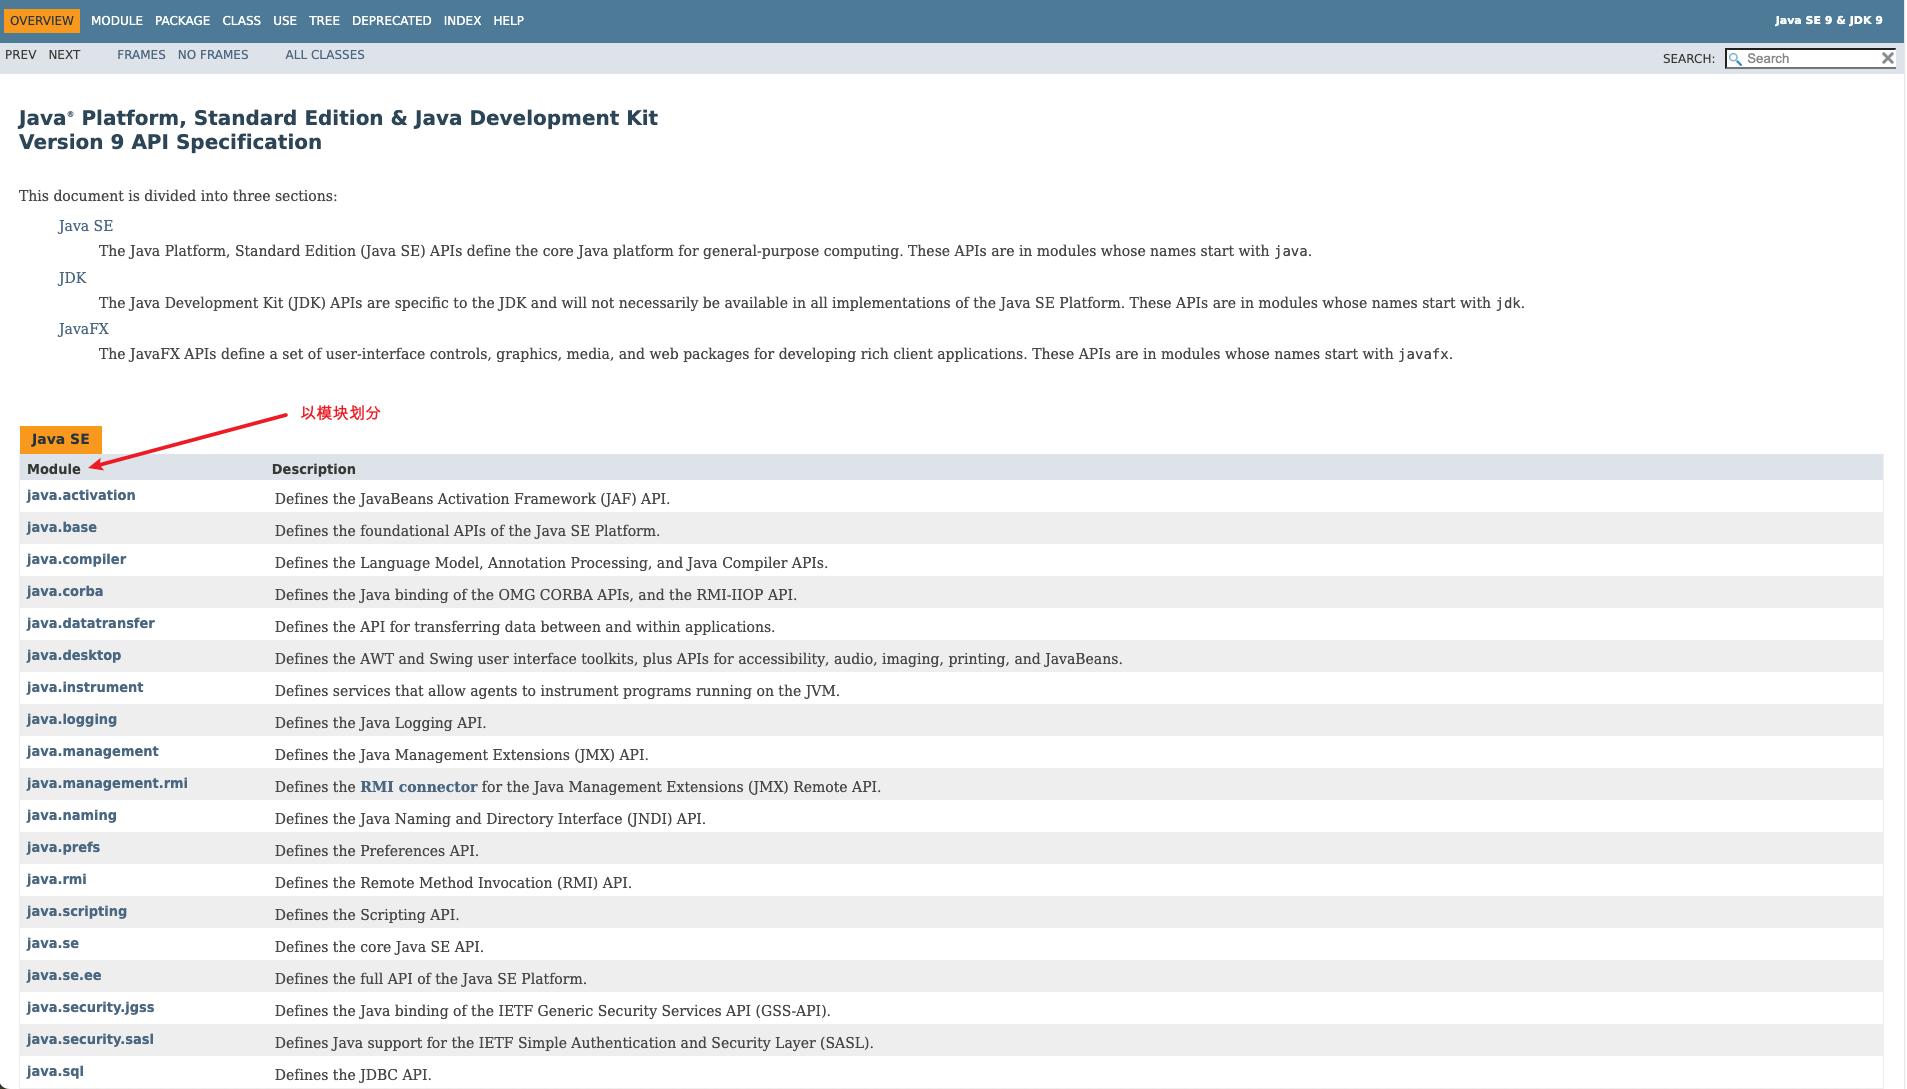 OVERVIEW MODULE PACKAGE CLASS USE TREE DEPRECATED INDEX HELP
Java SE 9 & JDK 9
PREV NEXT FRAMES NO FRAMES ALL CLASSES
SEARCH: Search
Java® Platform, Standard Edition & Java Development Kit
Version 9 API Specification
This document is divided into three sections:
Java SE
The Java Platform, Standard Edition (Java SE) APIs define the core Java platform for general-purpose computing. These APIs are in modules whose names start with java.
JDK
The Java Development Kit (JDK) APIs are specific to the JDK and will not necessarily be available in all implementations of the Java SE Platform. These APIs are in modules whose names start with jdk.
JavaFX
The JavaFX APIs define a set of user-interface controls, graphics, media, and web packages for developing rich client applications. These APIs are in modules whose names start with javafx.
以模块划分
Java SE
Module Description
java.activation Defines the JavaBeans Activation Framework (JAF) API.
java.base Defines the foundational APIs of the Java SE Platform.
java.compiler Defines the Language Model, Annotation Processing, and Java Compiler APIs.
java.corba Defines the Java binding of the OMG CORBA APIs, and the RMI-IIOP API.
java.datatransfer Defines the API for transferring data between and within applications.
java.desktop Defines the AWT and Swing user interface toolkits, plus APIs for accessibility, audio, imaging, printing, and JavaBeans.
java.instrument Defines services that allow agents to instrument programs running on the JVM.
java.logging Defines the Java Logging API.
java.management Defines the Java Management Extensions (JMX) API.
java.management.rmi Defines the RMI connector for the Java Management Extensions (JMX) Remote API.
java.naming Defines the Java Naming and Directory Interface (JNDI) API.
java.prefs Defines the Preferences API.
java.rmi Defines the Remote Method Invocation (RMI) API.
java.scripting Defines the Scripting API.
java.se Defines the core Java SE API.
java.se.ee Defines the full API of the Java SE Platform.
java.security.jgss Defines the Java binding of the IETF Generic Security Services API (GSS-API).
java.security.sasl Defines Java support for the IETF Simple Authentication and Security Layer (SASL).
java.sql Defines the JDBC API.